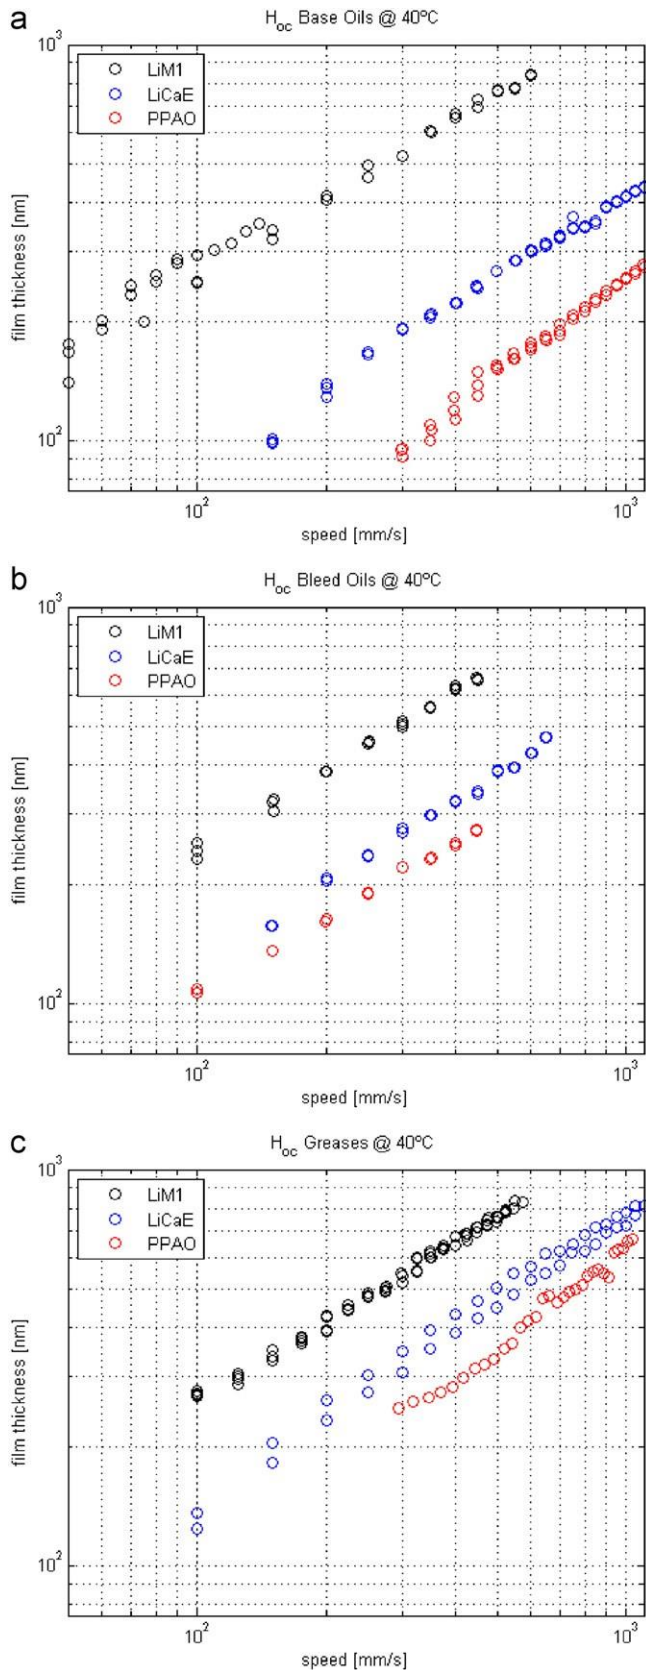 a
H_oc Base Oils @ 40ºC
10^3
LiM1
LiCaE
PPAO
film thickness [nm]
10^2
10^2
10^3
speed [mm/s]
b
H_oc Bleed Oils @ 40ºC
10^3
LiM1
LiCaE
PPAO
film thickness [nm]
10^2
10^2
10^3
speed [mm/s]
c
H_oc Greases @ 40ºC
10^3
LiM1
LiCaE
PPAO
film thickness [nm]
10^2
10^2
10^3
speed [mm/s]